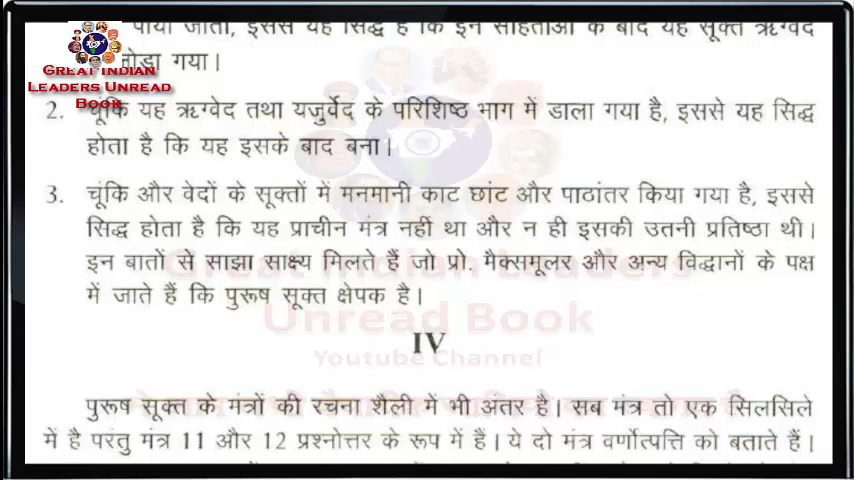 पाया जाता, इससे यह सिद्ध है कि इन संहिताओं के बाद यह सूक्त ऋग्वेद
जोड़ा गया।
GREAT INDIAN
LEADERS UNREAD
BOOK
2. चूंकि यह ऋग्वेद तथा यजुर्वेद के परिशिष्ठ भाग में डाला गया है, इससे यह सिद्ध
होता है कि यह इसके बाद बना।
3. चूंकि और वेदों के सूक्तों में मनमानी काट छांट और पाठांतर किया गया है, इससे
सिद्ध होता है कि यह प्राचीन मंत्र नहीं था और न ही इसकी उतनी प्रतिष्ठा थी।
इन बातों से साझा साक्ष्य मिलते हैं जो प्रो. मैक्समूलर और अन्य विद्वानों के पक्ष
में जाते हैं कि पुरूष सूक्त क्षेपक है।
Great Indian Leaders
Unread Book
IV
Youtube Channel
पुरूष सूक्त के मंत्रों की रचना शैली में भी अंतर है। सब मंत्र तो एक सिलसिले
में है परंतु मंत्र 11 और 12 प्रश्नोत्तर के रूप में हैं। ये दो मंत्र वर्णोत्पत्ति को बताते हैं।